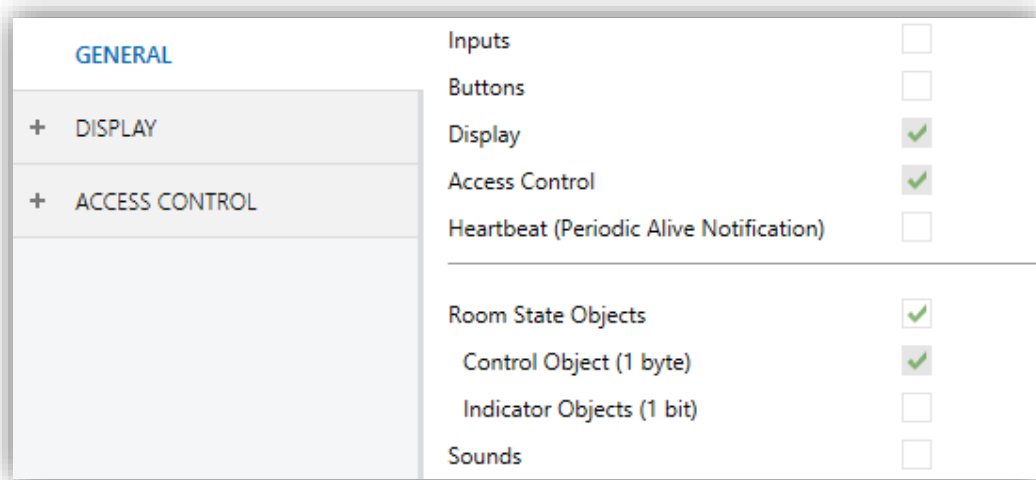 GENERAL
+ DISPLAY
+ ACCESS CONTROL
Inputs
Buttons
Display
Access Control
Heartbeat (Periodic Alive Notification)
Room State Objects
Control Object (1 byte)
Indicator Objects (1 bit)
Sounds